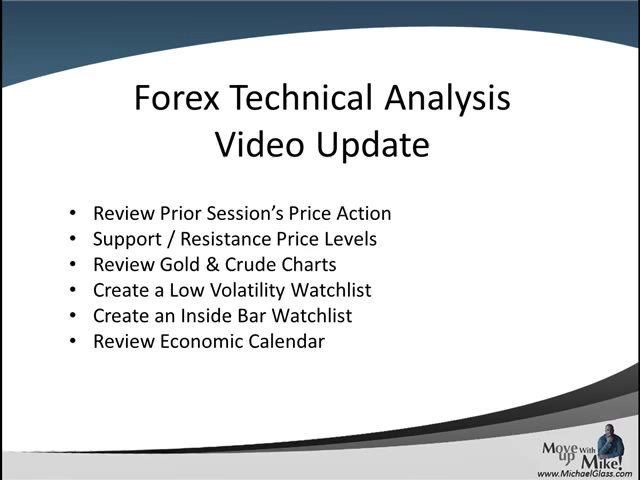 Forex Technical Analysis
Video Update
• Review Prior Session's Price Action
• Support / Resistance Price Levels
• Review Gold & Crude Charts
• Create a Low Volatility Watchlist
• Create an Inside Bar Watchlist
• Review Economic Calendar
Move up With Mike!
www.MichaelGlass.com